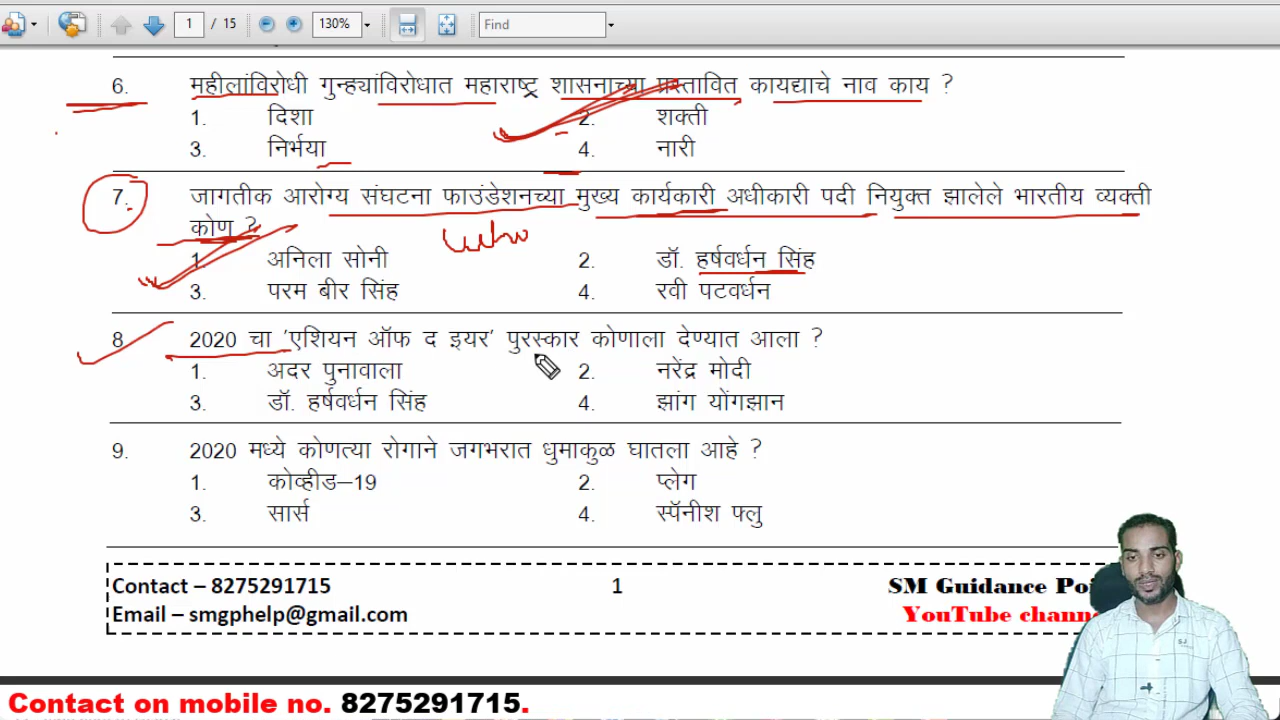 1 / 15 130% Find
6. महीलांविरोधी गुन्ह्यांविरोधात महाराष्ट्र शासनाच्या प्रस्तावित कायद्याचे नाव काय ?
1. दिशा 2. शक्ती
3. निर्भया 4. नारी
7. जागतीक आरोग्य संघटना फाउंडेशनच्या मुख्य कार्यकारी अधीकारी पदी नियुक्त झालेले भारतीय व्यक्ती
कोण ?
1. अनिला सोनी 2. डॉ. हर्षवर्धन सिंह
3. परम बीर सिंह 4. रवी पटवर्धन
8 2020 चा 'एशियन ऑफ द इयर' पुरस्कार कोणाला देण्यात आला ?
1. अदर पुनावाला 2. नरेंद्र मोदी
3. डॉ. हर्षवर्धन सिंह 4. झांग योंगझान
9. 2020 मध्ये कोणत्या रोगाने जगभरात धुमाकुळ घातला आहे ?
1. कोव्हीड–19 2. प्लेग
3. सार्स 4. स्पॅनीश फ्लु
Contact – 8275291715 1 SM Guidance Poi
Email – smgphelp@gmail.com YouTube chann
Contact on mobile no. 8275291715.